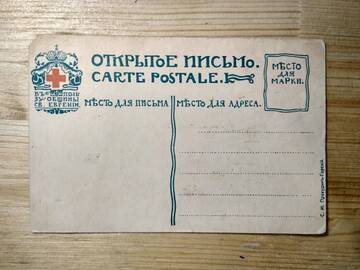 ОТКРЫТОЕ ПИСЬМО.
CARTE POSTALE.
МѢСТО
ДЛЯ
МАРКИ.
ВЪ ПОЛЬЗУ ОБЩИНЫ
СВ. ЕВГЕНІИ.
МѢСТО ДЛЯ ПИСЬМА
МѢСТО ДЛЯ АДРЕСА.